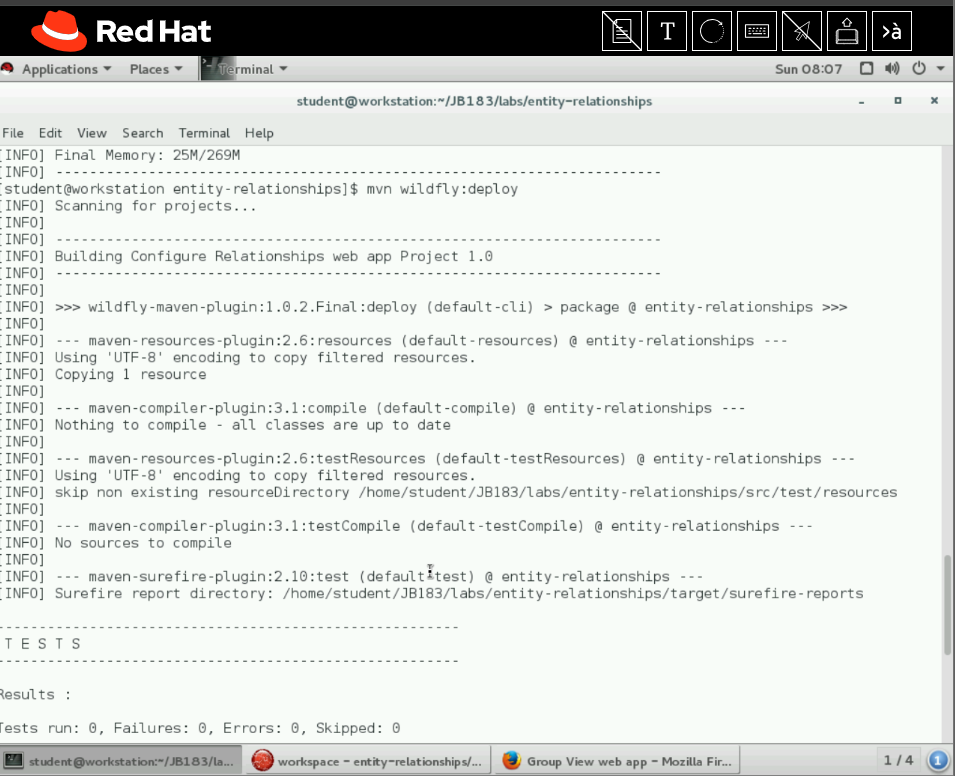 Red Hat
T
>à
Applications Places Terminal Sun 08:07
student@workstation:~/JB183/labs/entity-relationships
File Edit View Search Terminal Help
[INFO] Final Memory: 25M/269M
[INFO] ------------------------------------------------------------------------
[student@workstation entity-relationships]$ mvn wildfly:deploy
[INFO] Scanning for projects...
[INFO]
[INFO] ------------------------------------------------------------------------
[INFO] Building Configure Relationships web app Project 1.0
[INFO] ------------------------------------------------------------------------
[INFO]
[INFO] >>> wildfly-maven-plugin:1.0.2.Final:deploy (default-cli) > package @ entity-relationships >>>
[INFO]
[INFO] --- maven-resources-plugin:2.6:resources (default-resources) @ entity-relationships ---
[INFO] Using 'UTF-8' encoding to copy filtered resources.
[INFO] Copying 1 resource
[INFO]
[INFO] --- maven-compiler-plugin:3.1:compile (default-compile) @ entity-relationships ---
[INFO] Nothing to compile - all classes are up to date
[INFO]
[INFO] --- maven-resources-plugin:2.6:testResources (default-testResources) @ entity-relationships ---
[INFO] Using 'UTF-8' encoding to copy filtered resources.
[INFO] skip non existing resourceDirectory /home/student/JB183/labs/entity-relationships/src/test/resources
[INFO]
[INFO] --- maven-compiler-plugin:3.1:testCompile (default-testCompile) @ entity-relationships ---
[INFO] No sources to compile
[INFO]
[INFO] --- maven-surefire-plugin:2.10:test (default-test) @ entity-relationships ---
[INFO] Surefire report directory: /home/student/JB183/labs/entity-relationships/target/surefire-reports
-------------------------------------------------------
T E S T S
-------------------------------------------------------
Results :
Tests run: 0, Failures: 0, Errors: 0, Skipped: 0
student@workstation:~/JB183/la... workspace - entity-relationships/... Group View web app - Mozilla Fir... 1 / 4 1